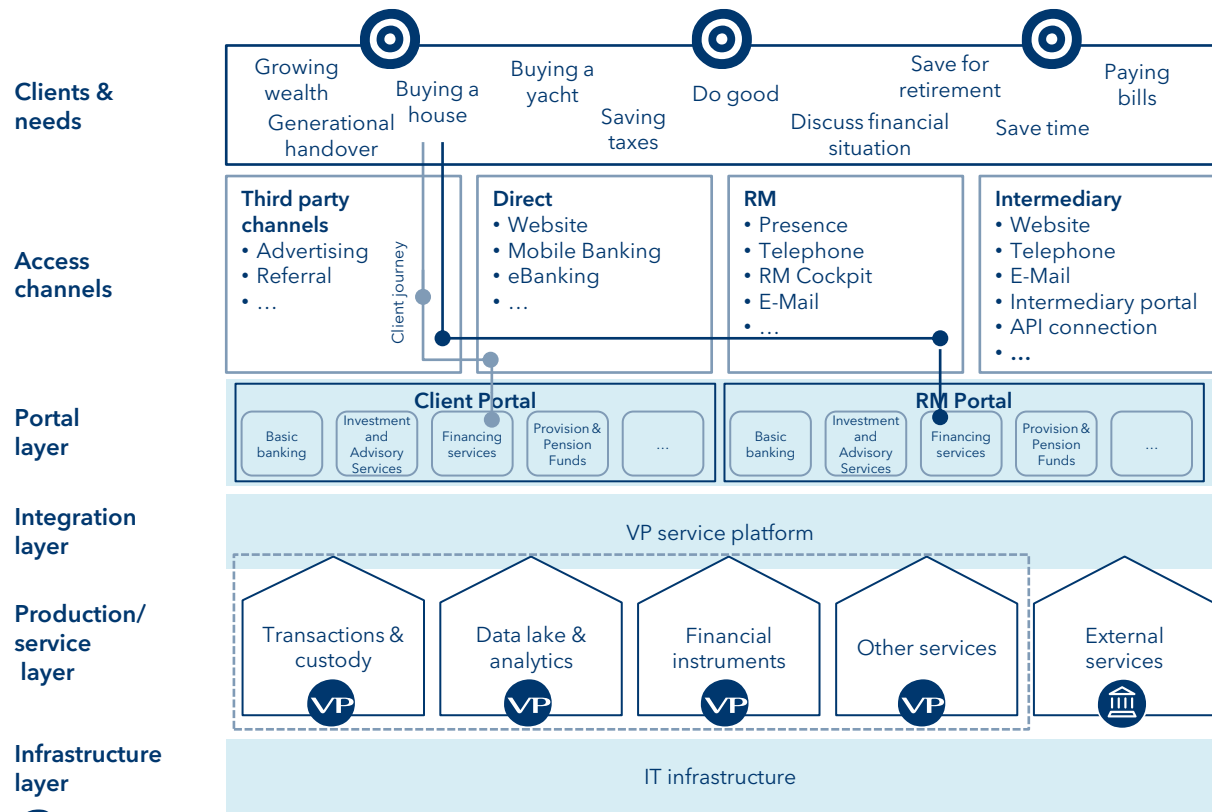 Clients &
needs
Growing
wealth
Generational
handover
Buying a
house
Buying a
yacht
Saving
taxes
Do good
Discuss financial
situation
Save for
retirement
Save time
Paying
bills
Access
channels
Third party
channels
• Advertising
• Referral
• …
Client journey
Direct
• Website
• Mobile Banking
• eBanking
• …
RM
• Presence
• Telephone
• RM Cockpit
• E-Mail
• …
Intermediary
• Website
• Telephone
• E-Mail
• Intermediary portal
• API connection
• …
Portal
layer
Client Portal
Basic
banking
Investment
and
Advisory
Services
Financing
services
Provision &
Pension
Funds
…
RM Portal
Basic
banking
Investment
and
Advisory
Services
Financing
services
Provision &
Pension
Funds
…
Integration
layer
VP service platform
Production/
service
layer
Transactions &
custody
VP
Data lake &
analytics
VP
Financial
instruments
VP
Other services
VP
External
services
Infrastructure
layer
IT infrastructure